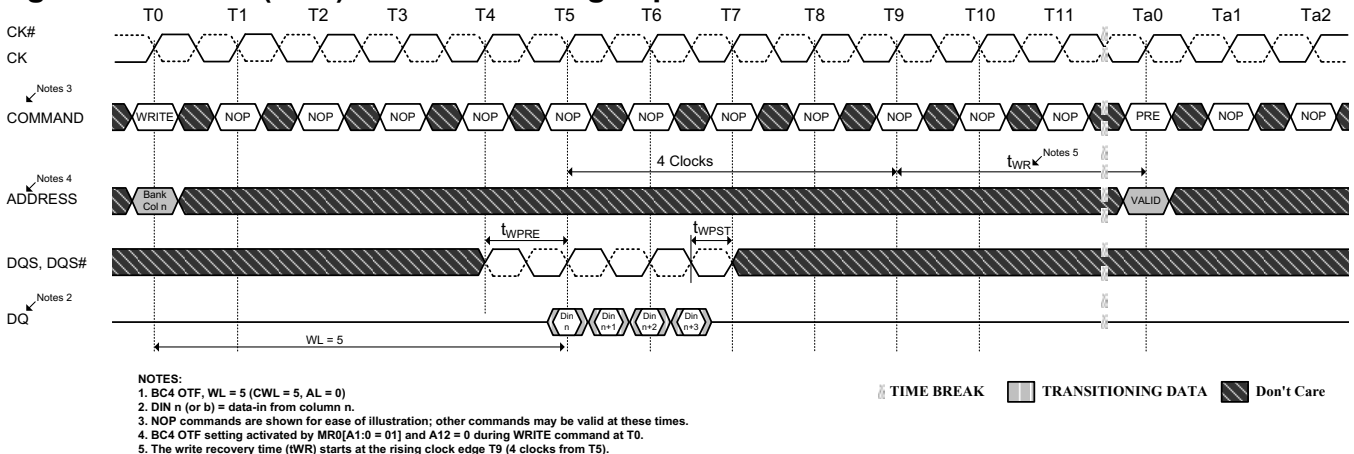 T0 T1 T2 T3 T4 T5 T6 T7 T8 T9 T10 T11 Ta0 Ta1 Ta2
CK#
CK
Notes 3
COMMAND
WRITE NOP NOP NOP NOP NOP NOP NOP NOP NOP NOP NOP PRE NOP NOP
4 Clocks
tWR Notes 5
Notes 4
ADDRESS
Bank
Col n
VALID
tWPRE
tWPST
DQS, DQS#
Notes 2
DQ
Din
n
Din
n+1
Din
n+2
Din
n+3
WL = 5
NOTES:
1. BC4 OTF, WL = 5 (CWL = 5, AL = 0)
2. DIN n (or b) = data-in from column n.
3. NOP commands are shown for ease of illustration; other commands may be valid at these times.
4. BC4 OTF setting activated by MR0[A1:0 = 01] and A12 = 0 during WRITE command at T0.
5. The write recovery time (tWR) starts at the rising clock edge T9 (4 clocks from T5).
TIME BREAK
TRANSITIONING DATA
Don't Care